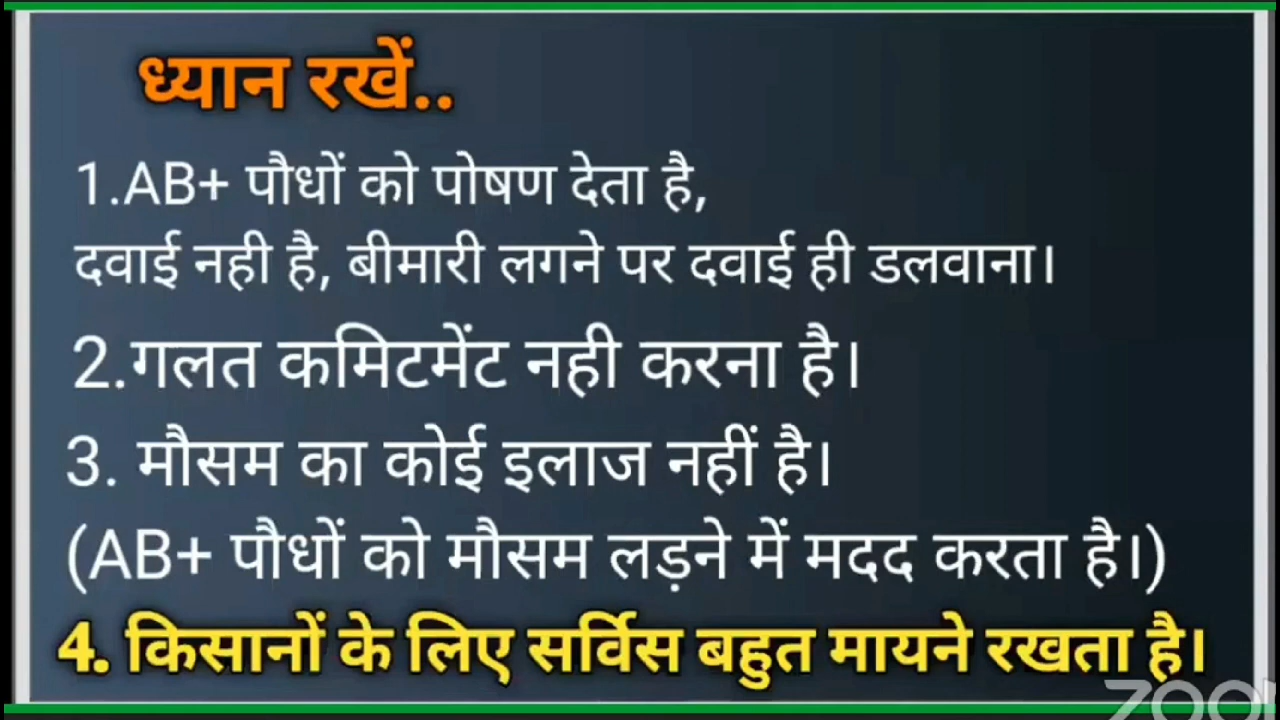 ध्यान रखें..
1.AB+ पौधों को पोषण देता है,
दवाई नही है, बीमारी लगने पर दवाई ही डलवाना।
2.गलत कमिटमेंट नही करना है।
3. मौसम का कोई इलाज नहीं है।
(AB+ पौधों को मौसम लड़ने में मदद करता है।)
4. किसानों के लिए सर्विस बहुत मायने रखता है।